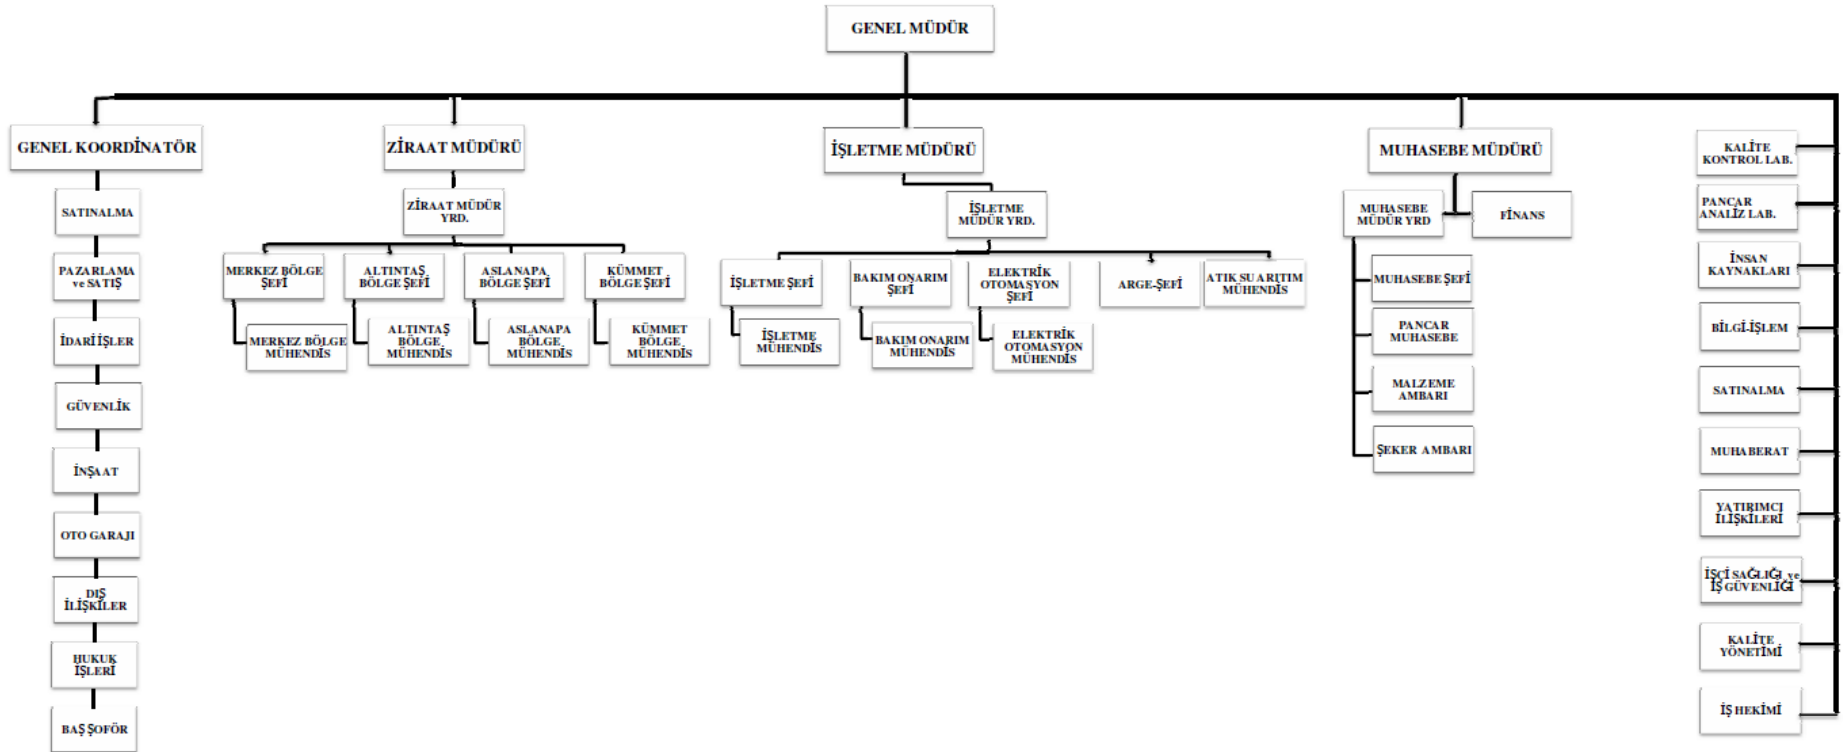 GENEL MÜDÜR
GENEL KOORDİNATÖR
SATINALMA
PAZARLAMA
ve SATIŞ
İDARİ İŞLER
GÜVENLİK
İNŞAAT
OTO GARAJI
DIŞ
İLİŞKİLER
HUKUK
İŞLERİ
BAŞ ŞOFÖR
ZİRAAT MÜDÜRÜ
ZİRAAT MÜDÜR
YRD.
MERKEZ BÖLGE
ŞEFİ
MERKEZ BÖLGE
MÜHENDİS
ALTINTAŞ
BÖLGE ŞEFİ
ALTINTAŞ
BÖLGE
MÜHENDİS
ASLANAPA
BÖLGE ŞEFİ
ASLANAPA
BÖLGE
MÜHENDİS
KÜMMET
BÖLGE ŞEFİ
KÜMMET
BÖLGE
MÜHENDİS
İŞLETME MÜDÜRÜ
İŞLETME
MÜDÜR YRD.
İŞLETME ŞEFİ
İŞLETME
MÜHENDİS
BAKIM ONARIM
ŞEFİ
BAKIM ONARIM
MÜHENDİS
ELEKTRİK
OTOMASYON
ŞEFİ
ELEKTRİK
OTOMASYON
MÜHENDİS
ARGE-ŞEFİ
ATIK SU ARITIM
MÜHENDİS
MUHASEBE MÜDÜRÜ
MUHASEBE
MÜDÜR YRD
FİNANS
MUHASEBE ŞEFİ
PANCAR
MUHASEBE
MALZEME
AMBARI
ŞEKER AMBARI
KALİTE
KONTROL LAB.
PANCAR
ANALİZ LAB.
İNSAN
KAYNAKLARI
BİLGİ-İŞLEM
SATINALMA
MUHABERAT
YATIRIMCI
İLİŞKİLERİ
İŞÇİ SAĞLIĞI ve
İŞ GÜVENLİĞİ
KALİTE
YÖNETİMİ
İŞ HEKİMİ